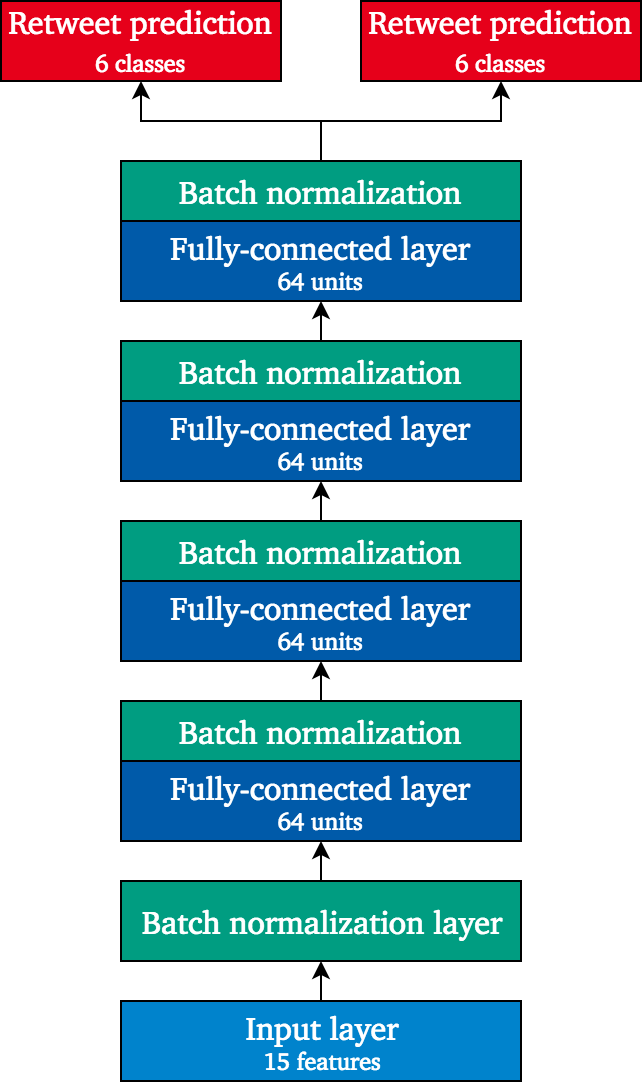 Retweet prediction
6 classes
Retweet prediction
6 classes
Batch normalization
Fully-connected layer
64 units
Batch normalization
Fully-connected layer
64 units
Batch normalization
Fully-connected layer
64 units
Batch normalization
Fully-connected layer
64 units
Batch normalization layer
Input layer
15 features